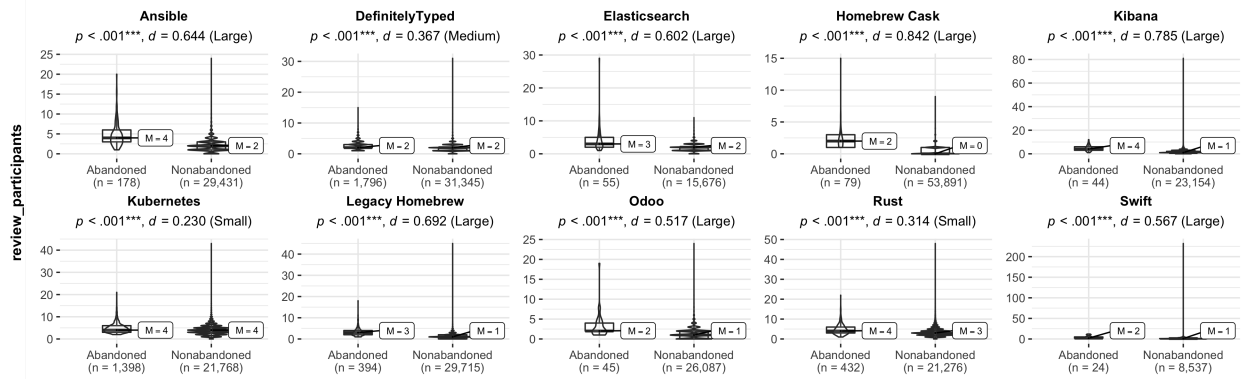 review_participants
Ansible
p < .001***, d = 0.644 (Large)
25
20
15
10
5
0
M = 4
M = 2
Abandoned
(n = 178)
Nonabandoned
(n = 29,431)
DefinitelyTyped
p < .001***, d = 0.367 (Medium)
30
20
10
0
M = 2
M = 2
Abandoned
(n = 1,796)
Nonabandoned
(n = 31,345)
Elasticsearch
p < .001***, d = 0.602 (Large)
30
20
10
0
M = 3
M = 2
Abandoned
(n = 55)
Nonabandoned
(n = 15,676)
Homebrew Cask
p < .001***, d = 0.842 (Large)
15
10
5
0
M = 2
M = 0
Abandoned
(n = 79)
Nonabandoned
(n = 53,891)
Kibana
p < .001***, d = 0.785 (Large)
80
60
40
20
0
M = 4
M = 1
Abandoned
(n = 44)
Nonabandoned
(n = 23,154)
Kubernetes
p < .001***, d = 0.230 (Small)
40
30
20
10
0
M = 4
M = 4
Abandoned
(n = 1,398)
Nonabandoned
(n = 21,768)
Legacy Homebrew
p < .001***, d = 0.692 (Large)
40
30
20
10
0
M = 3
M = 1
Abandoned
(n = 394)
Nonabandoned
(n = 29,715)
Odoo
p < .001***, d = 0.517 (Large)
25
20
15
10
5
0
M = 2
M = 1
Abandoned
(n = 45)
Nonabandoned
(n = 26,087)
Rust
p < .001***, d = 0.314 (Small)
50
40
30
20
10
0
M = 4
M = 3
Abandoned
(n = 432)
Nonabandoned
(n = 21,276)
Swift
p < .001***, d = 0.567 (Large)
200
150
100
50
0
M = 2
M = 1
Abandoned
(n = 24)
Nonabandoned
(n = 8,537)